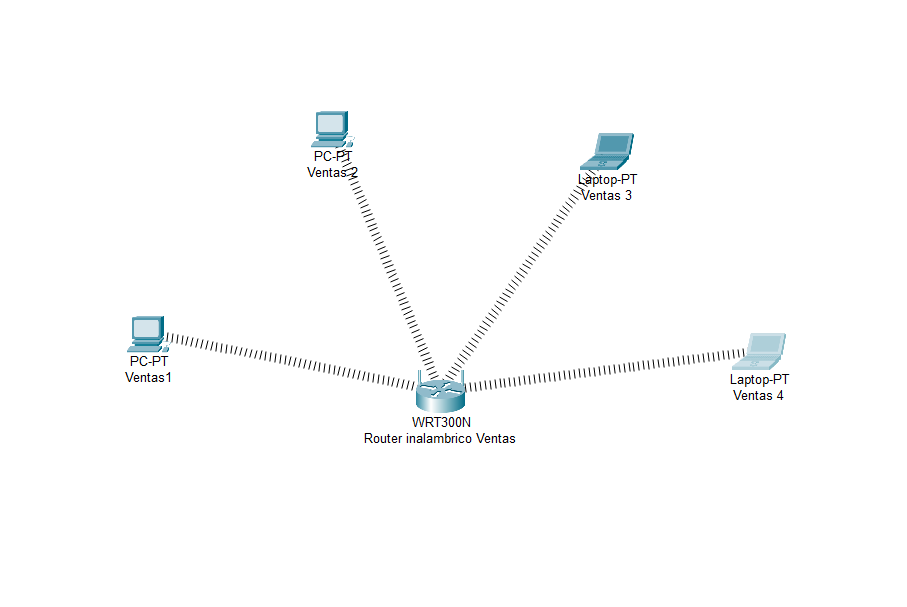 PC-PT
Ventas 2
Laptop-PT
Ventas 3
PC-PT
Ventas1
Laptop-PT
Ventas 4
WRT300N
Router inalambrico Ventas